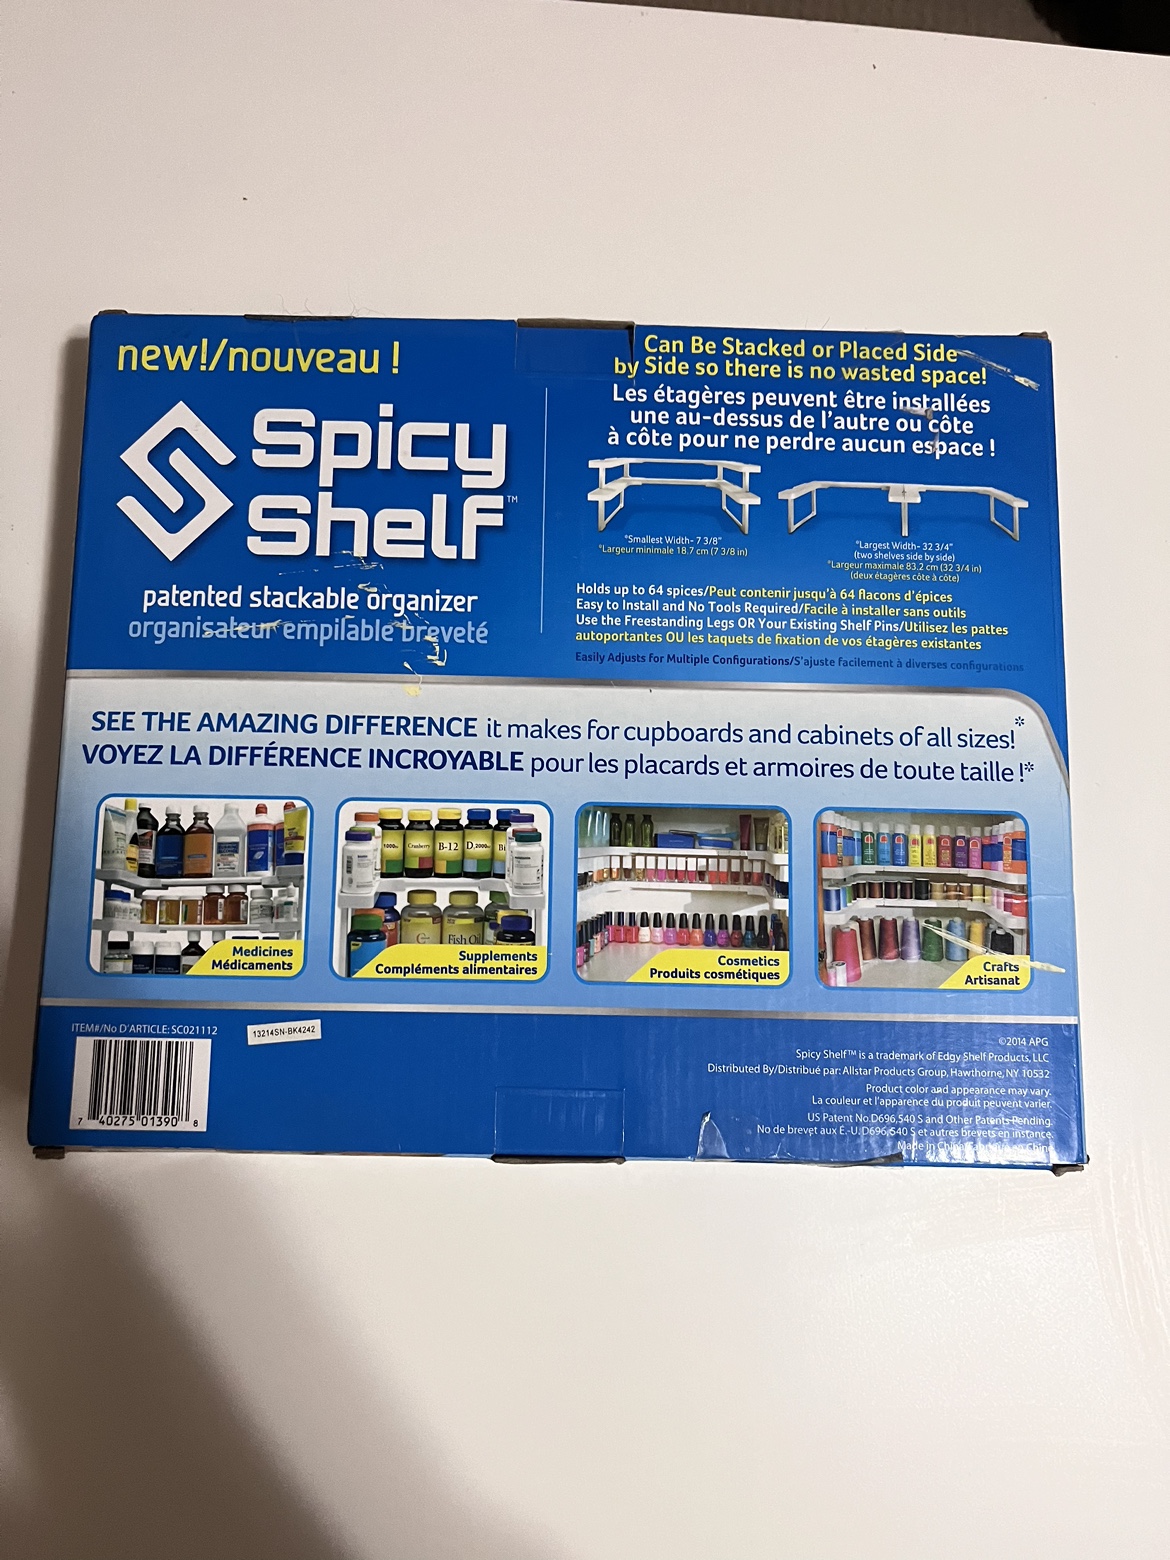 new!/nouveau !
Spicy
Shelf™
patented stackable organizer
organisateur empilable breveté
Can Be Stacked or Placed Side
by Side so there is no wasted space!
Les étagères peuvent être installées
une au-dessus de l'autre ou côte
à côte pour ne perdre aucun espace !
*Smallest Width- 7 3/8"
*Largeur minimale 18.7 cm (7 3/8 in)
*Largest Width- 32 3/4"
(two shelves side by side)
*Largeur maximale 83.2 cm (32 3/4 in)
(deux étagères côte à côte)
Holds up to 64 spices/Peut contenir jusqu'à 64 flacons d'épices
Easy to Install and No Tools Required/Facile à installer sans outils
Use the Freestanding Legs OR Your Existing Shelf Pins/Utilisez les pattes
autoportantes OU les taquets de fixation de vos étagères existantes
Easily Adjusts for Multiple Configurations/S'ajuste facilement à diverses configurations
SEE THE AMAZING DIFFERENCE it makes for cupboards and cabinets of all sizes!*
VOYEZ LA DIFFÉRENCE INCROYABLE pour les placards et armoires de toute taille !*
Medicines
Médicaments
1000mg
Cranberry
B-12
D, 2000IU
Fish Oil
Supplements
Compléments alimentaires
Cosmetics
Produits cosmétiques
Crafts
Artisanat
ITEM#/No D'ARTICLE: SC021112
13214SN-BK4242
7 40275 01390 8
©2014 APG
Spicy Shelf™ is a trademark of Edgy Shelf Products, LLC
Distributed By/Distribué par: Allstar Products Group, Hawthorne, NY 10532
Product color and appearance may vary.
La couleur et l'apparence du produit peuvent varier.
US Patent No.D696,540 S and Other Patents Pending.
No de brevet aux É.-U. D696,540 S et autres brevets en instance.
Made in China